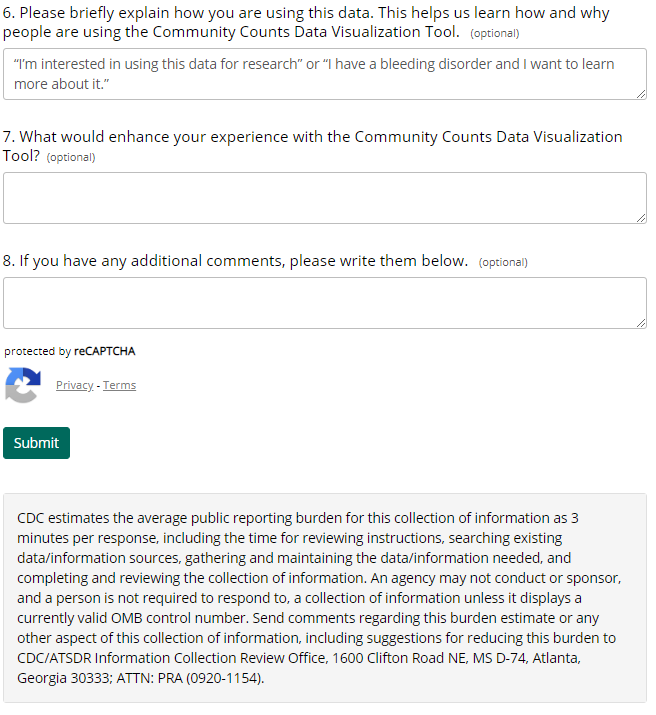 6. Please briefly explain how you are using this data. This helps us learn how and why
people are using the Community Counts Data Visualization Tool. (optional)
“I’m interested in using this data for research” or “I have a bleeding disorder and I want to learn
more about it.”
7. What would enhance your experience with the Community Counts Data Visualization
Tool? (optional)
8. If you have any additional comments, please write them below. (optional)
protected by reCAPTCHA
Privacy - Terms
Submit
CDC estimates the average public reporting burden for this collection of information as 3
minutes per response, including the time for reviewing instructions, searching existing
data/information sources, gathering and maintaining the data/information needed, and
completing and reviewing the collection of information. An agency may not conduct or sponsor,
and a person is not required to respond to, a collection of information unless it displays a
currently valid OMB control number. Send comments regarding this burden estimate or any
other aspect of this collection of information, including suggestions for reducing this burden to
CDC/ATSDR Information Collection Review Office, 1600 Clifton Road NE, MS D-74, Atlanta,
Georgia 30333; ATTN: PRA (0920-1154).